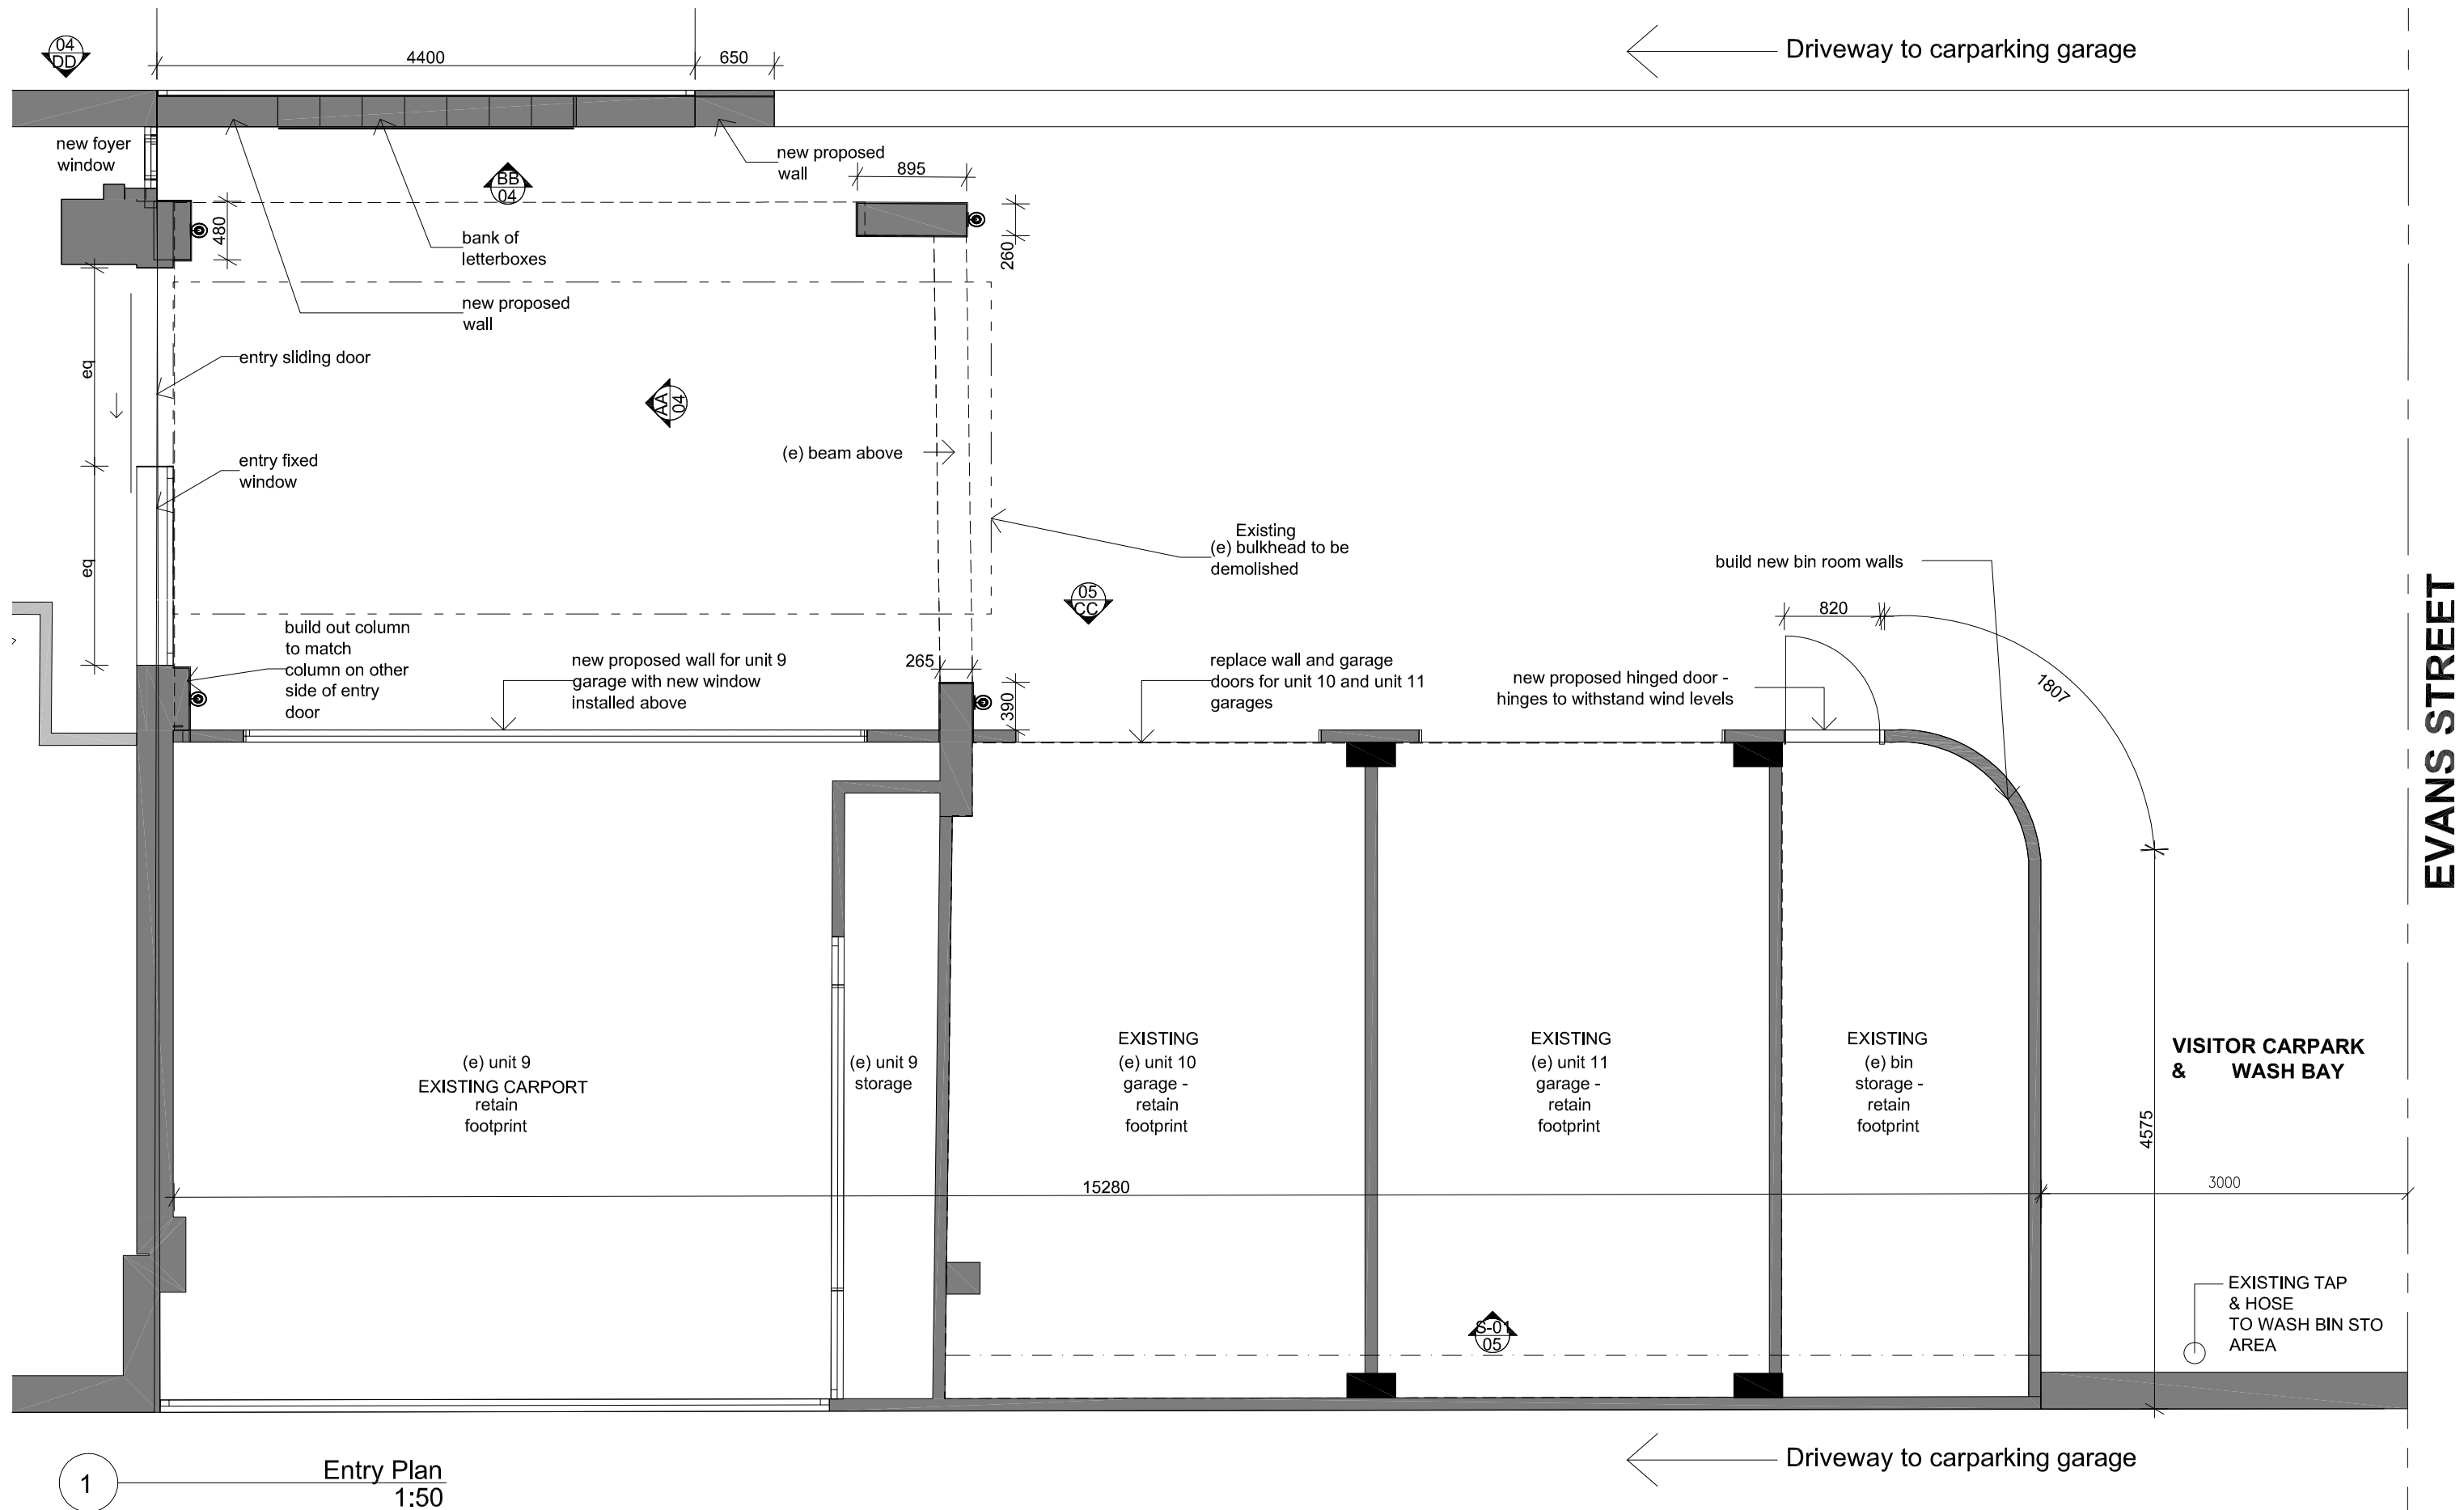 04
DD
4400
650
Driveway to carparking garage
new foyer
window
new proposed
wall
895
BB
04
480
260
bank of
letterboxes
new proposed
wall
entry sliding door
eq
AA
04
(e) beam above
entry fixed
window
eq
Existing
(e) bulkhead to be
demolished
build new bin room walls
05
CC
820
EVANS STREET
build out column
to match
column on other
side of entry
door
new proposed wall for unit 9
garage with new window
installed above
265
390
replace wall and garage
doors for unit 10 and unit 11
garages
new proposed hinged door -
hinges to withstand wind levels
1807
(e) unit 9
EXISTING CARPORT
retain
footprint
(e) unit 9
storage
EXISTING
(e) unit 10
garage -
retain
footprint
EXISTING
(e) unit 11
garage -
retain
footprint
EXISTING
(e) bin
storage -
retain
footprint
VISITOR CARPARK
& WASH BAY
4575
15280
3000
EXISTING TAP
& HOSE
TO WASH BIN STO
AREA
S-01
05
1
Entry Plan
1:50
Driveway to carparking garage